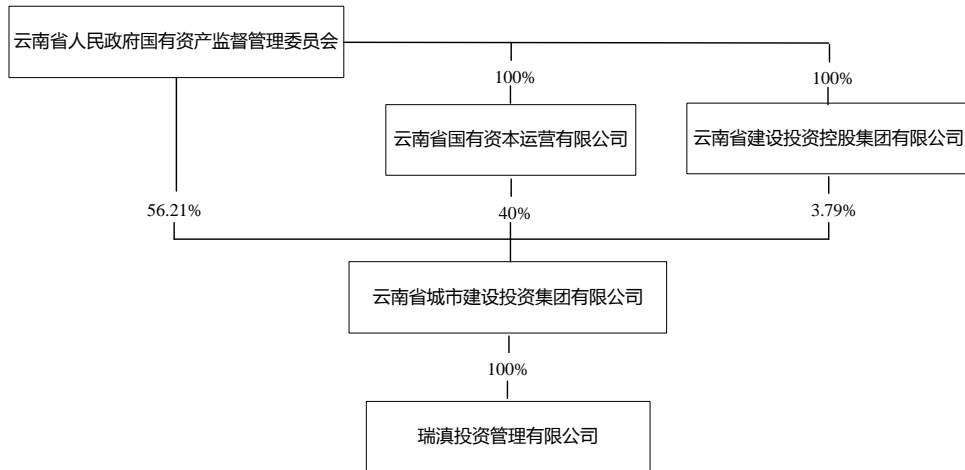 云南省人民政府国有资产监督管理委员会
100%
100%
云南省国有资本运营有限公司
云南省建设投资控股集团有限公司
56.21%
40%
3.79%
云南省城市建设投资集团有限公司
100%
瑞滇投资管理有限公司